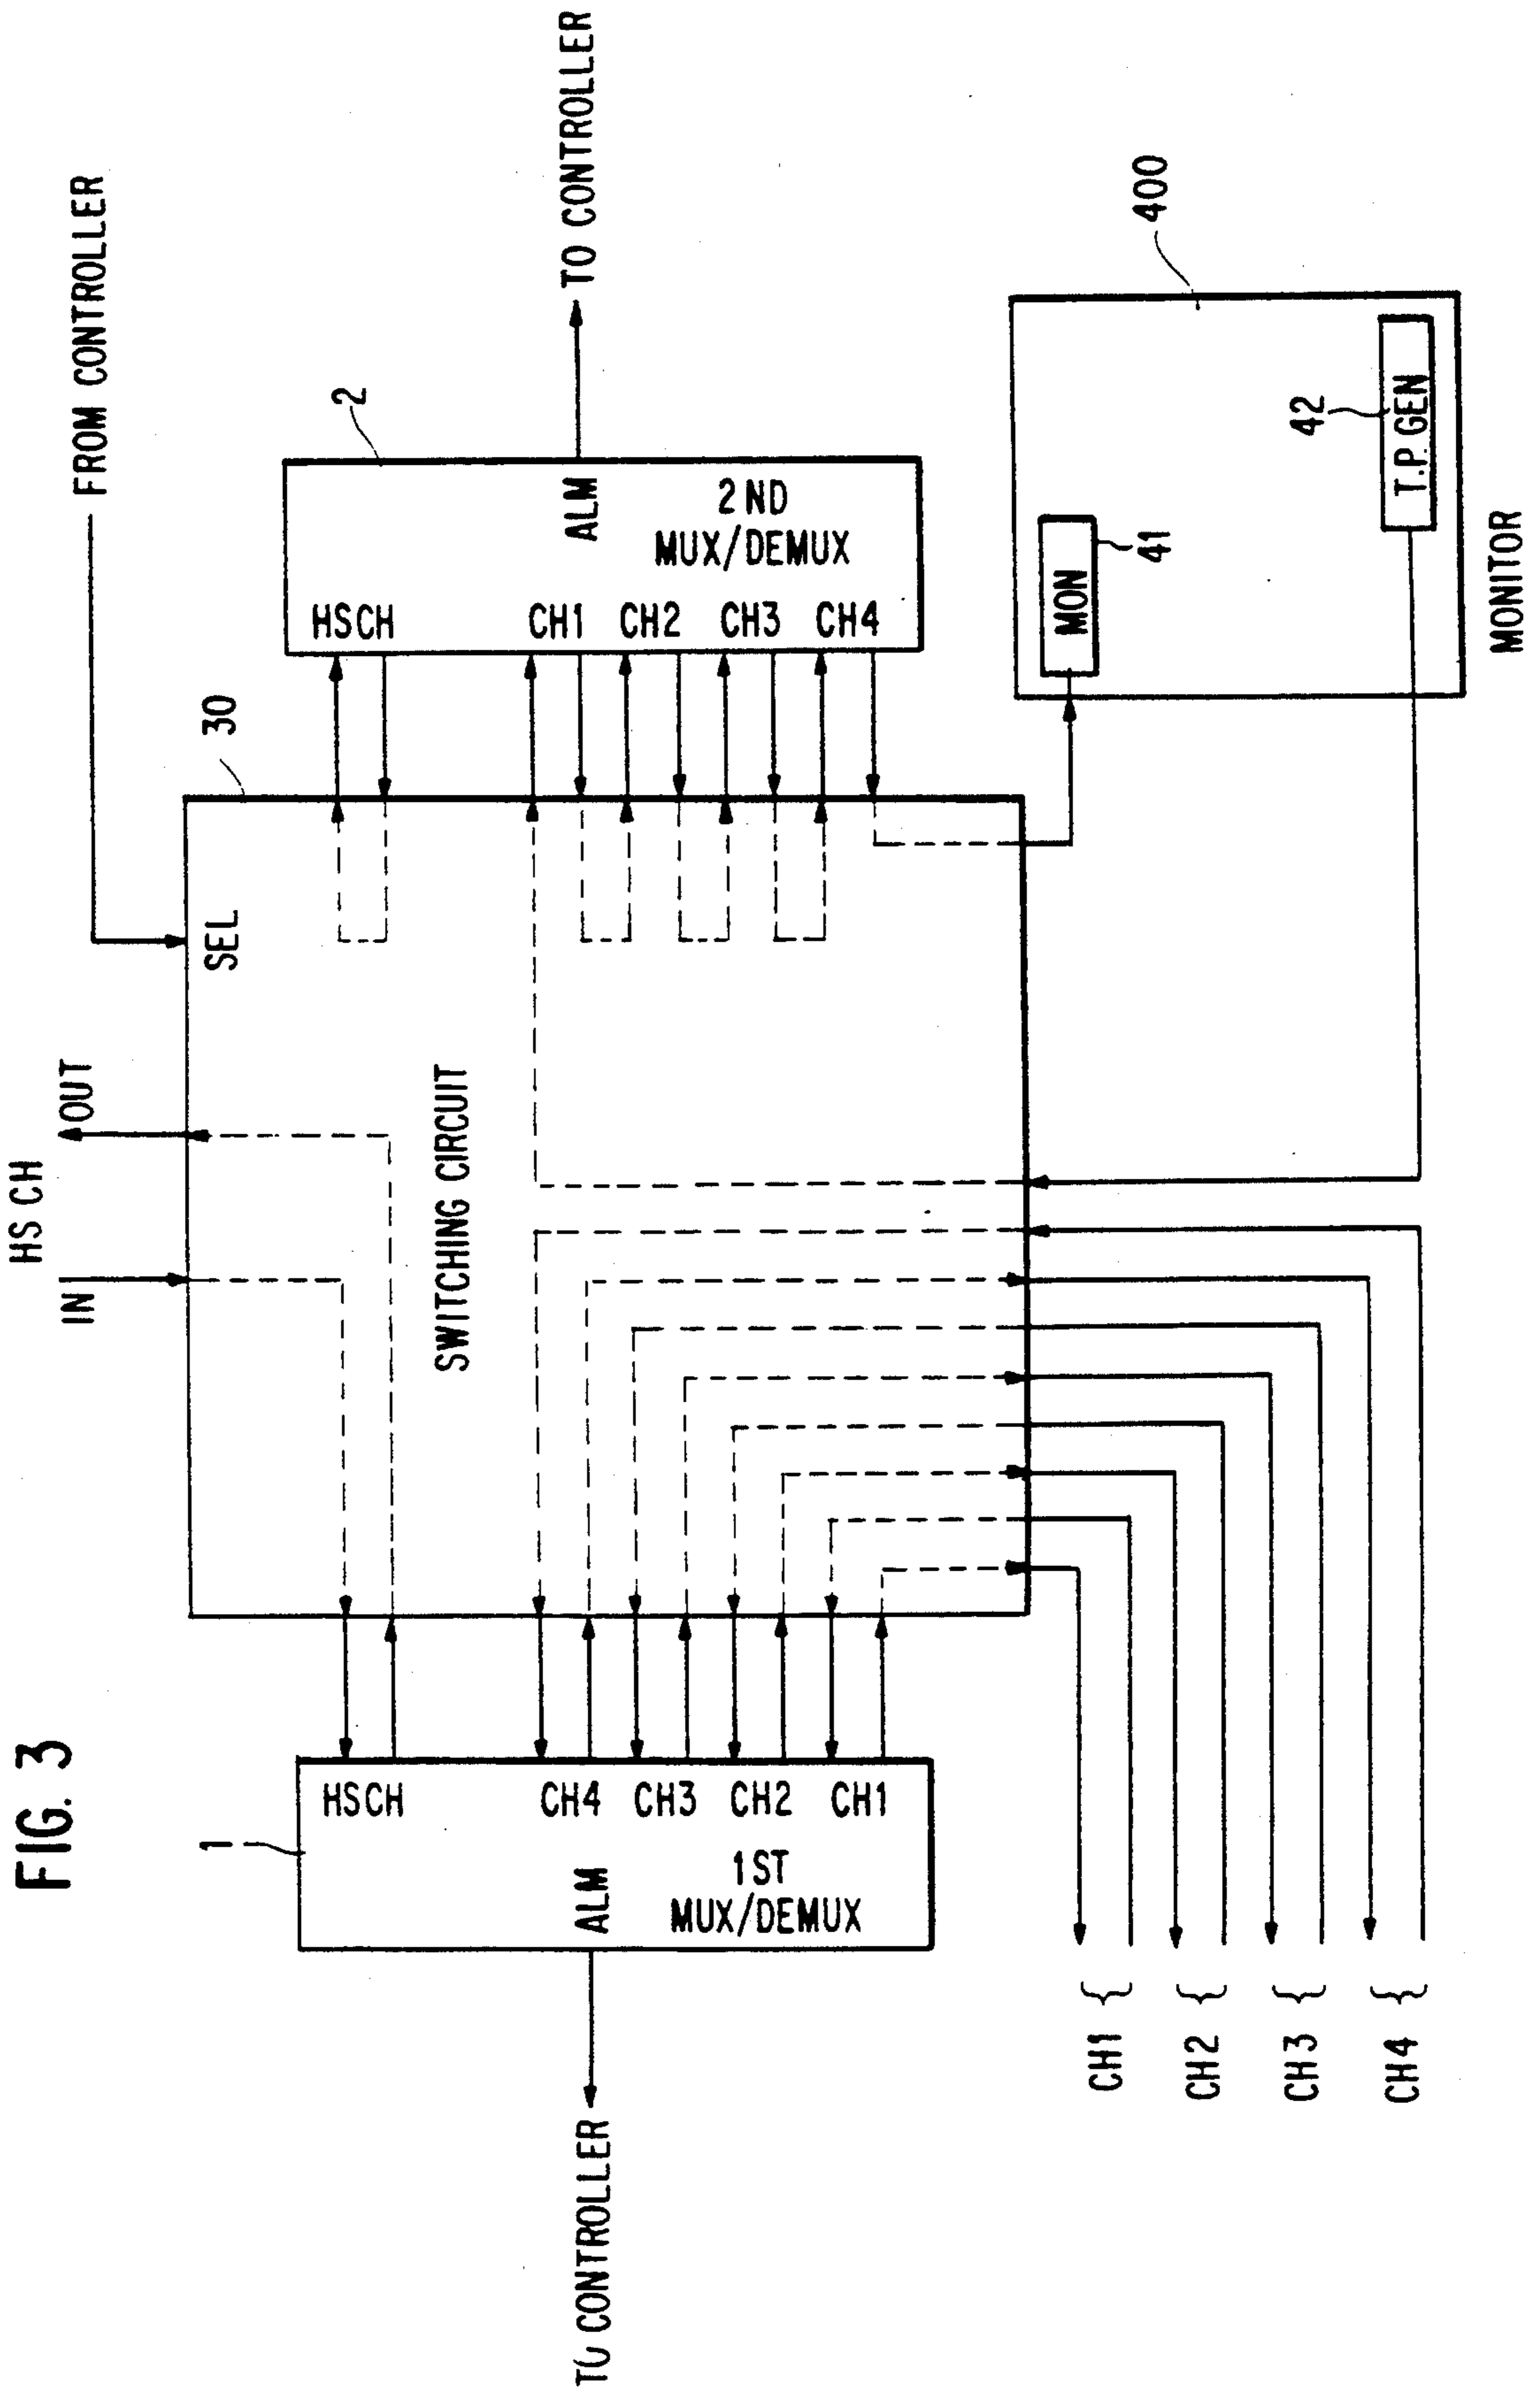 FIG. 3
HS CH
IN
OUT
FROM CONTROLLER
SEL
30
SWITCHING CIRCUIT
1
HSCH
CH4
CH3
CH2
CH1
ALM
1ST
MUX/DEMUX
TO CONTROLLER
2
HSCH
CH1
CH2
CH3
CH4
ALM
2ND
MUX/DEMUX
TO CONTROLLER
CH1
CH2
CH3
CH4
400
MON
41
42
T.P. GEN
MONITOR